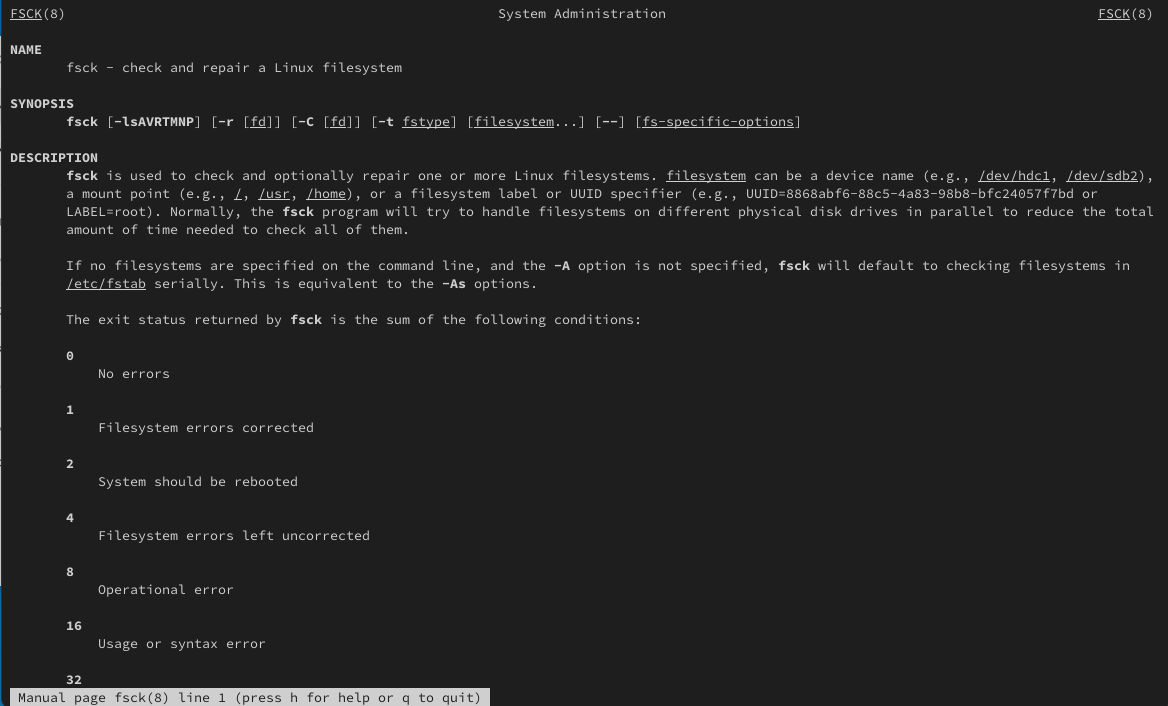 FSCK(8) System Administration FSCK(8)
NAME
fsck - check and repair a Linux filesystem
SYNOPSIS
fsck [-lsAVRTMNP] [-r [fd]] [-C [fd]] [-t fstype] [filesystem...] [--] [fs-specific-options]
DESCRIPTION
fsck is used to check and optionally repair one or more Linux filesystems. filesystem can be a device name (e.g., /dev/hdc1, /dev/sdb2),
a mount point (e.g., /, /usr, /home), or a filesystem label or UUID specifier (e.g., UUID=8868abf6-88c5-4a83-98b8-bfc24057f7bd or
LABEL=root). Normally, the fsck program will try to handle filesystems on different physical disk drives in parallel to reduce the total
amount of time needed to check all of them.
If no filesystems are specified on the command line, and the -A option is not specified, fsck will default to checking filesystems in
/etc/fstab serially. This is equivalent to the -As options.
The exit status returned by fsck is the sum of the following conditions:
0
No errors
1
Filesystem errors corrected
2
System should be rebooted
4
Filesystem errors left uncorrected
8
Operational error
16
Usage or syntax error
32
Manual page fsck(8) line 1 (press h for help or q to quit)